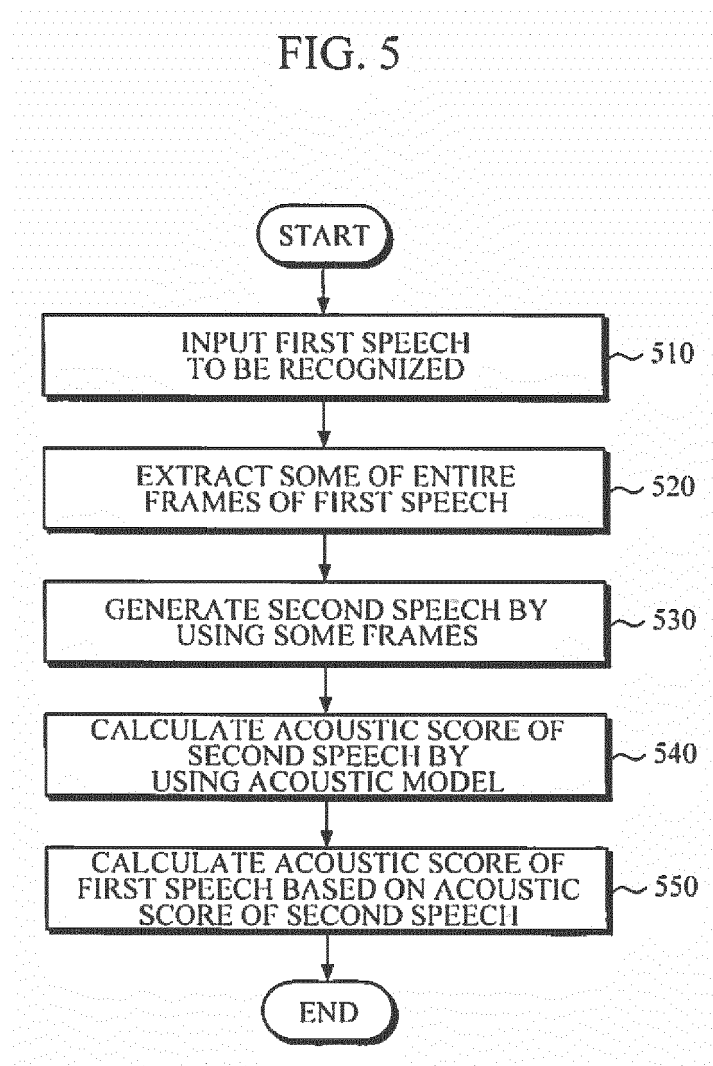 FIG. 5
START
INPUT FIRST SPEECH
TO BE RECOGNIZED
510
EXTRACT SOME OF ENTIRE
FRAMES OF FIRST SPEECH
520
GENERATE SECOND SPEECH BY
USING SOME FRAMES
530
CALCULATE ACOUSTIC SCORE OF
SECOND SPEECH BY
USING ACOUSTIC MODEL
540
CALCULATE ACOUSTIC SCORE OF
FIRST SPEECH BASED ON ACOUSTIC
SCORE OF SECOND SPEECH
550
END